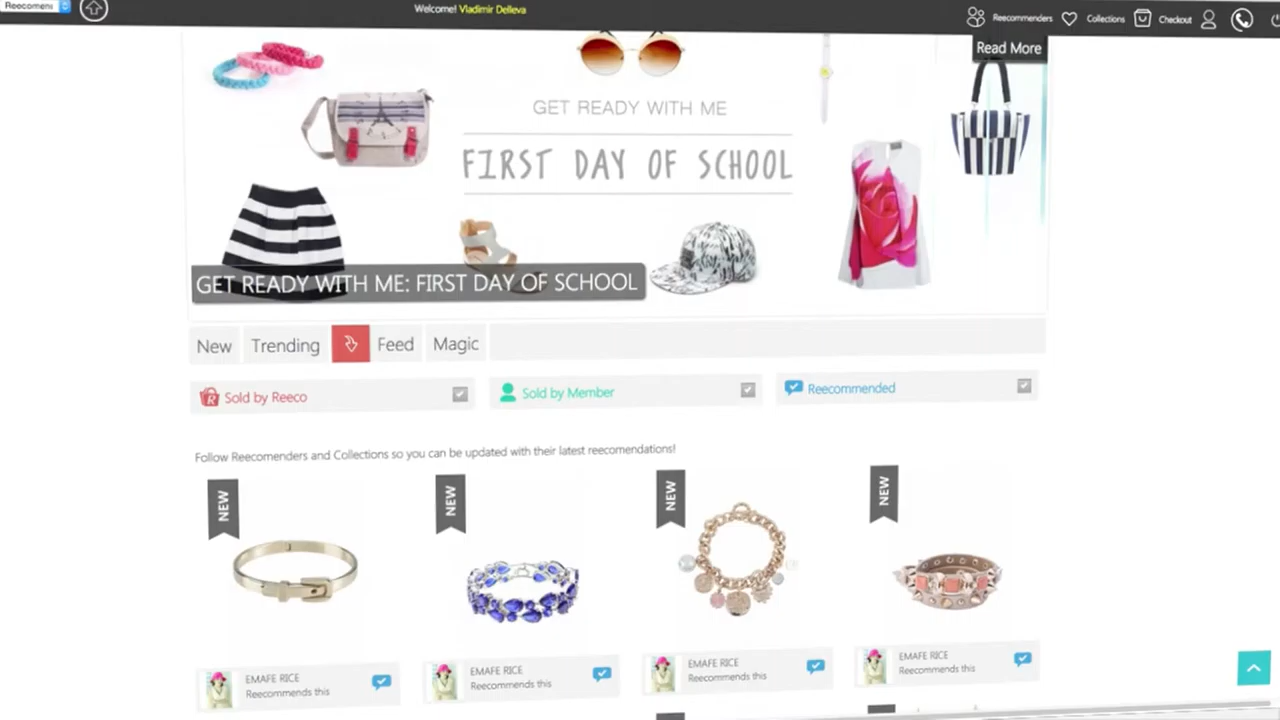 Reecomen
Welcome! Vladimir Delleva
Reecommenders
Collections
Checkout
Read More
GET READY WITH ME
FIRST DAY OF SCHOOL
GET READY WITH ME: FIRST DAY OF SCHOOL
New
Trending
Feed
Magic
Sold by Reeco
Sold by Member
Reecommended
Follow Reecomenders and Collections so you can be updated with their latest reecomendations!
NEW
NEW
NEW
NEW
EMAFE RICE
Reecommends this
EMAFE RICE
Reecommends this
EMAFE RICE
Reecommends this
EMAFE RICE
Reecommends this